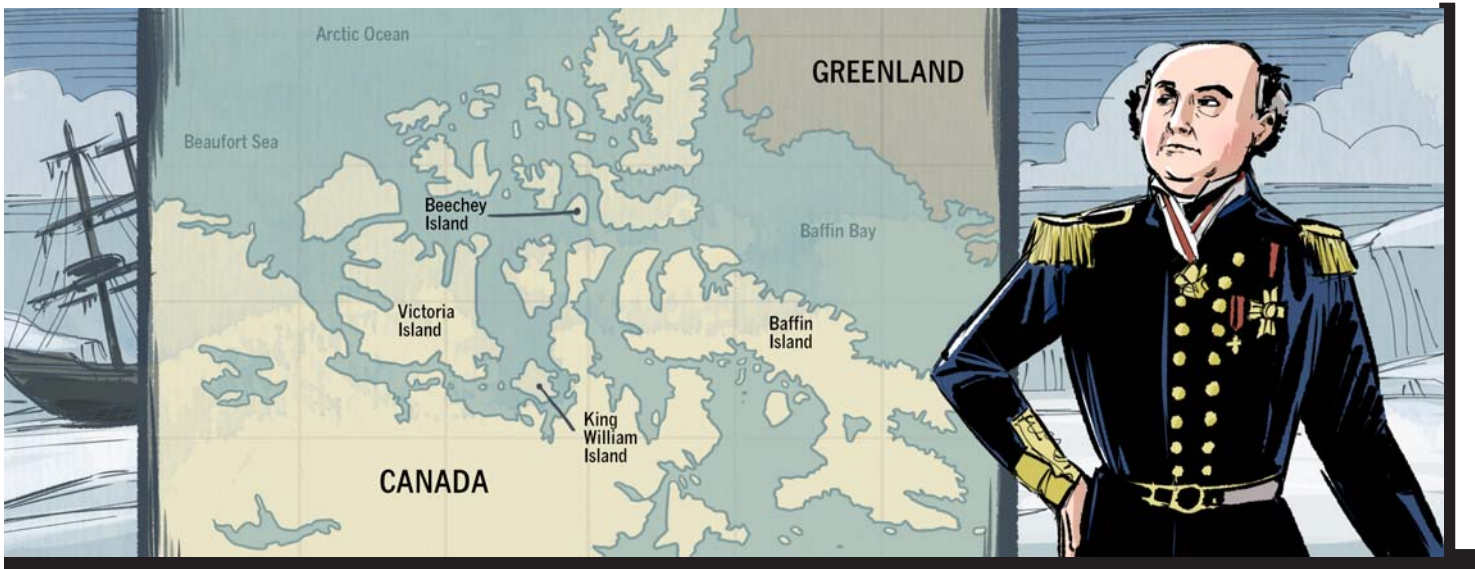 Arctic Ocean
GREENLAND
Beaufort Sea
Beechey
Island
Baffin Bay
Victoria
Island
Baffin
Island
King
William
Island
CANADA